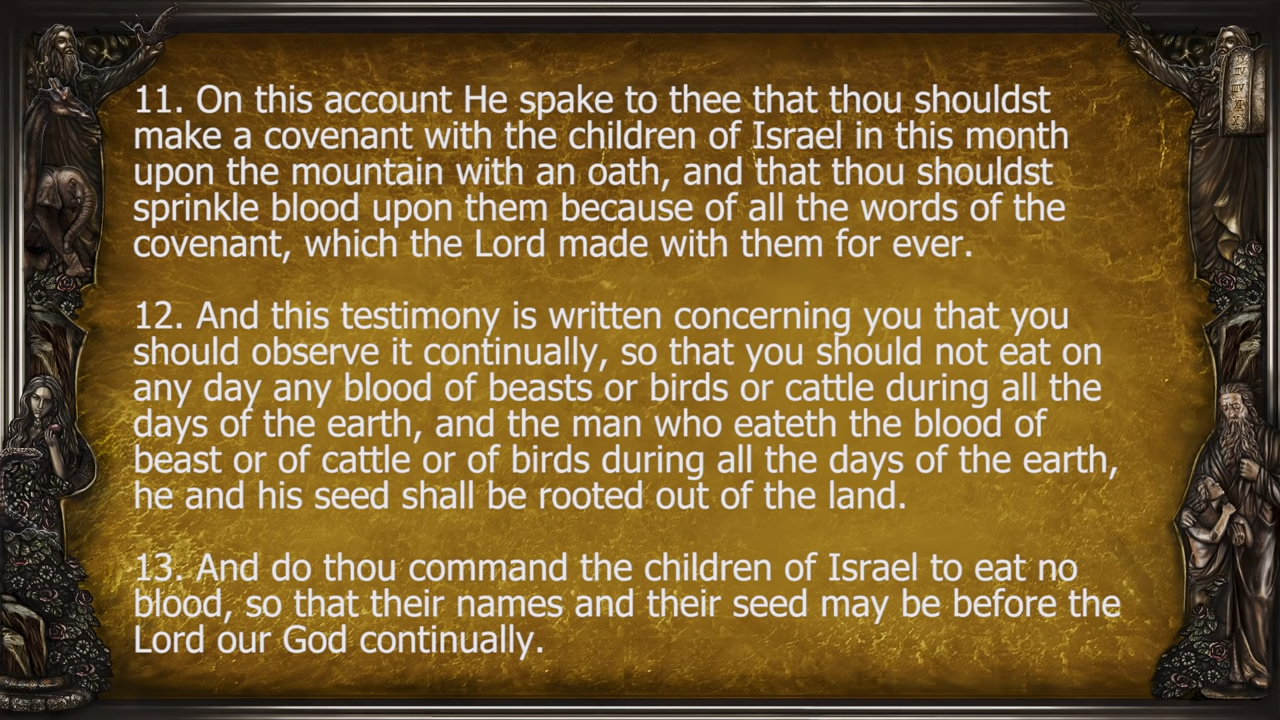 11. On this account He spake to thee that thou shouldst
make a covenant with the children of Israel in this month
upon the mountain with an oath, and that thou shouldst
sprinkle blood upon them because of all the words of the
covenant, which the Lord made with them for ever.
12. And this testimony is written concerning you that you
should observe it continually, so that you should not eat on
any day any blood of beasts or birds or cattle during all the
days of the earth, and the man who eateth the blood of
beast or of cattle or of birds during all the days of the earth,
he and his seed shall be rooted out of the land.
13. And do thou command the children of Israel to eat no
blood, so that their names and their seed may be before the
Lord our God continually.